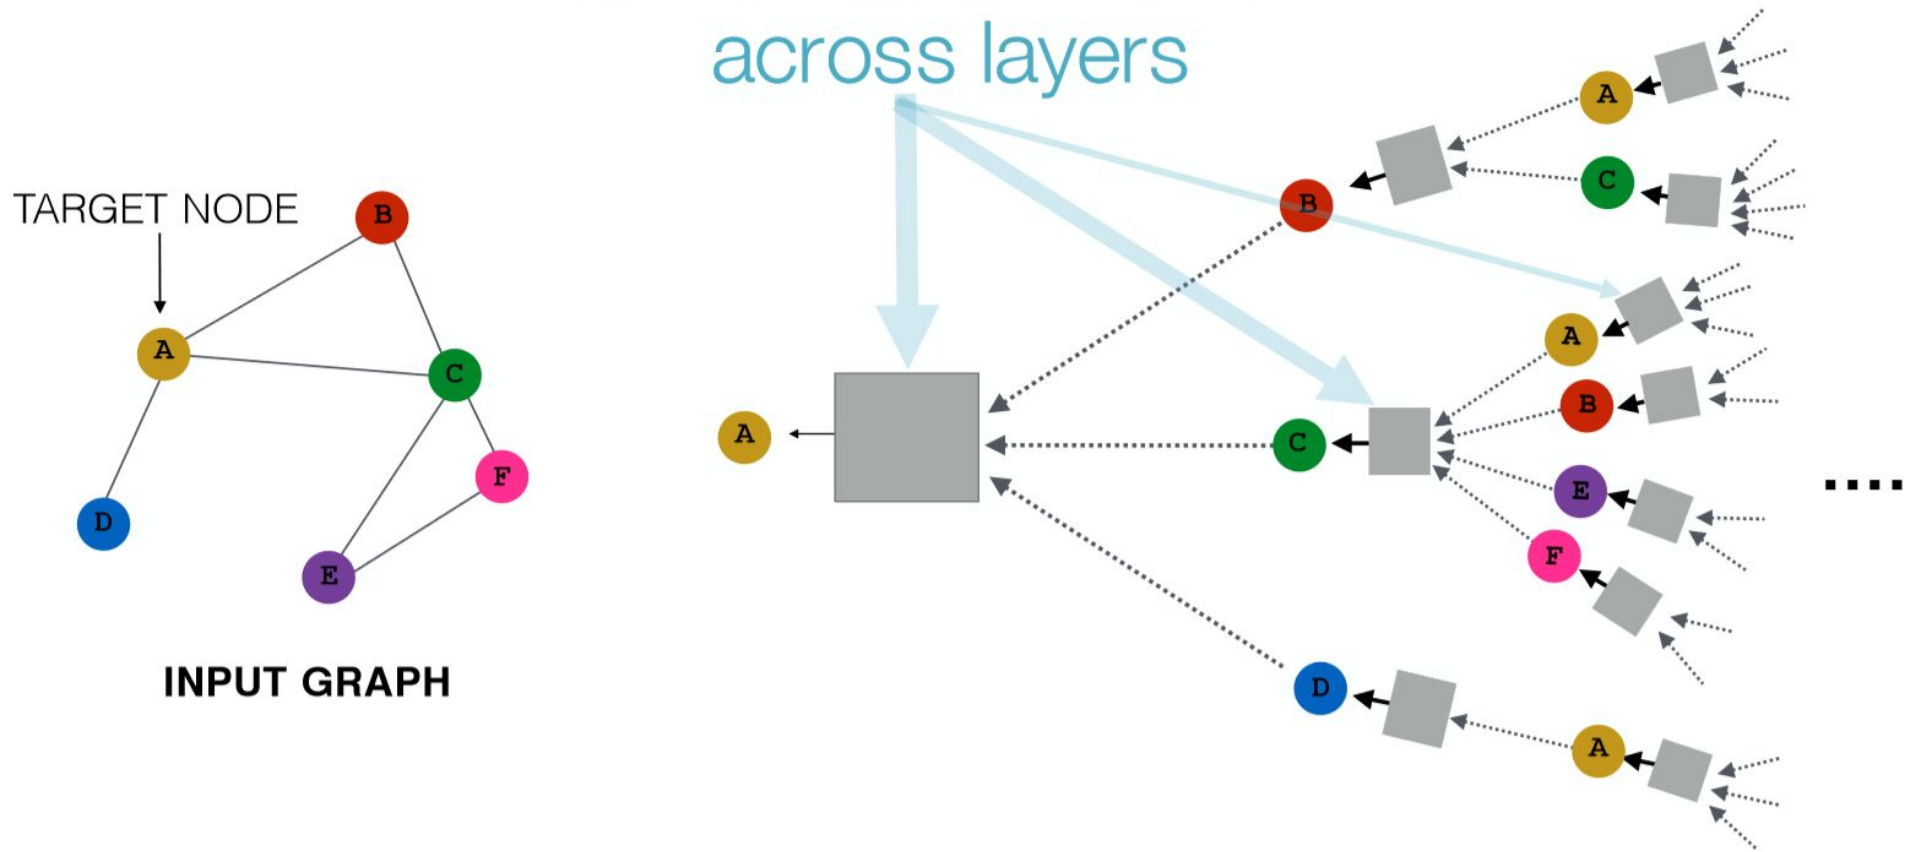 across layers
TARGET NODE
B
A
C
F
D
E
INPUT GRAPH
A
B
A
C
C
A
B
E
F
D
A
....